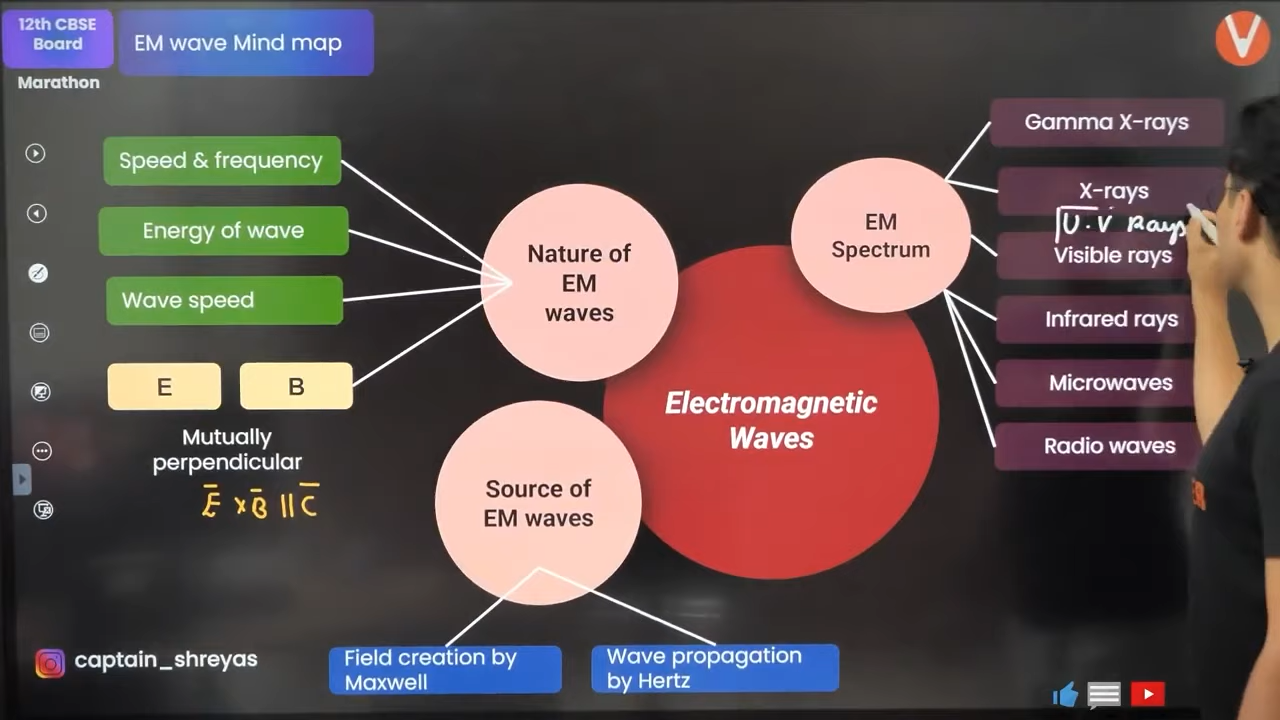 12th CBSE
Board
EM wave Mind map
Marathon
Speed & frequency
Energy of wave
Wave speed
E
B
Mutually
perpendicular
E̅ × B̅ || C̅
Nature of
EM
waves
Source of
EM waves
Field creation by
Maxwell
Wave propagation
by Hertz
Electromagnetic
Waves
EM
Spectrum
Gamma X-rays
X-rays
U.V Rays
Visible rays
Infrared rays
Microwaves
Radio waves
captain_shreyas